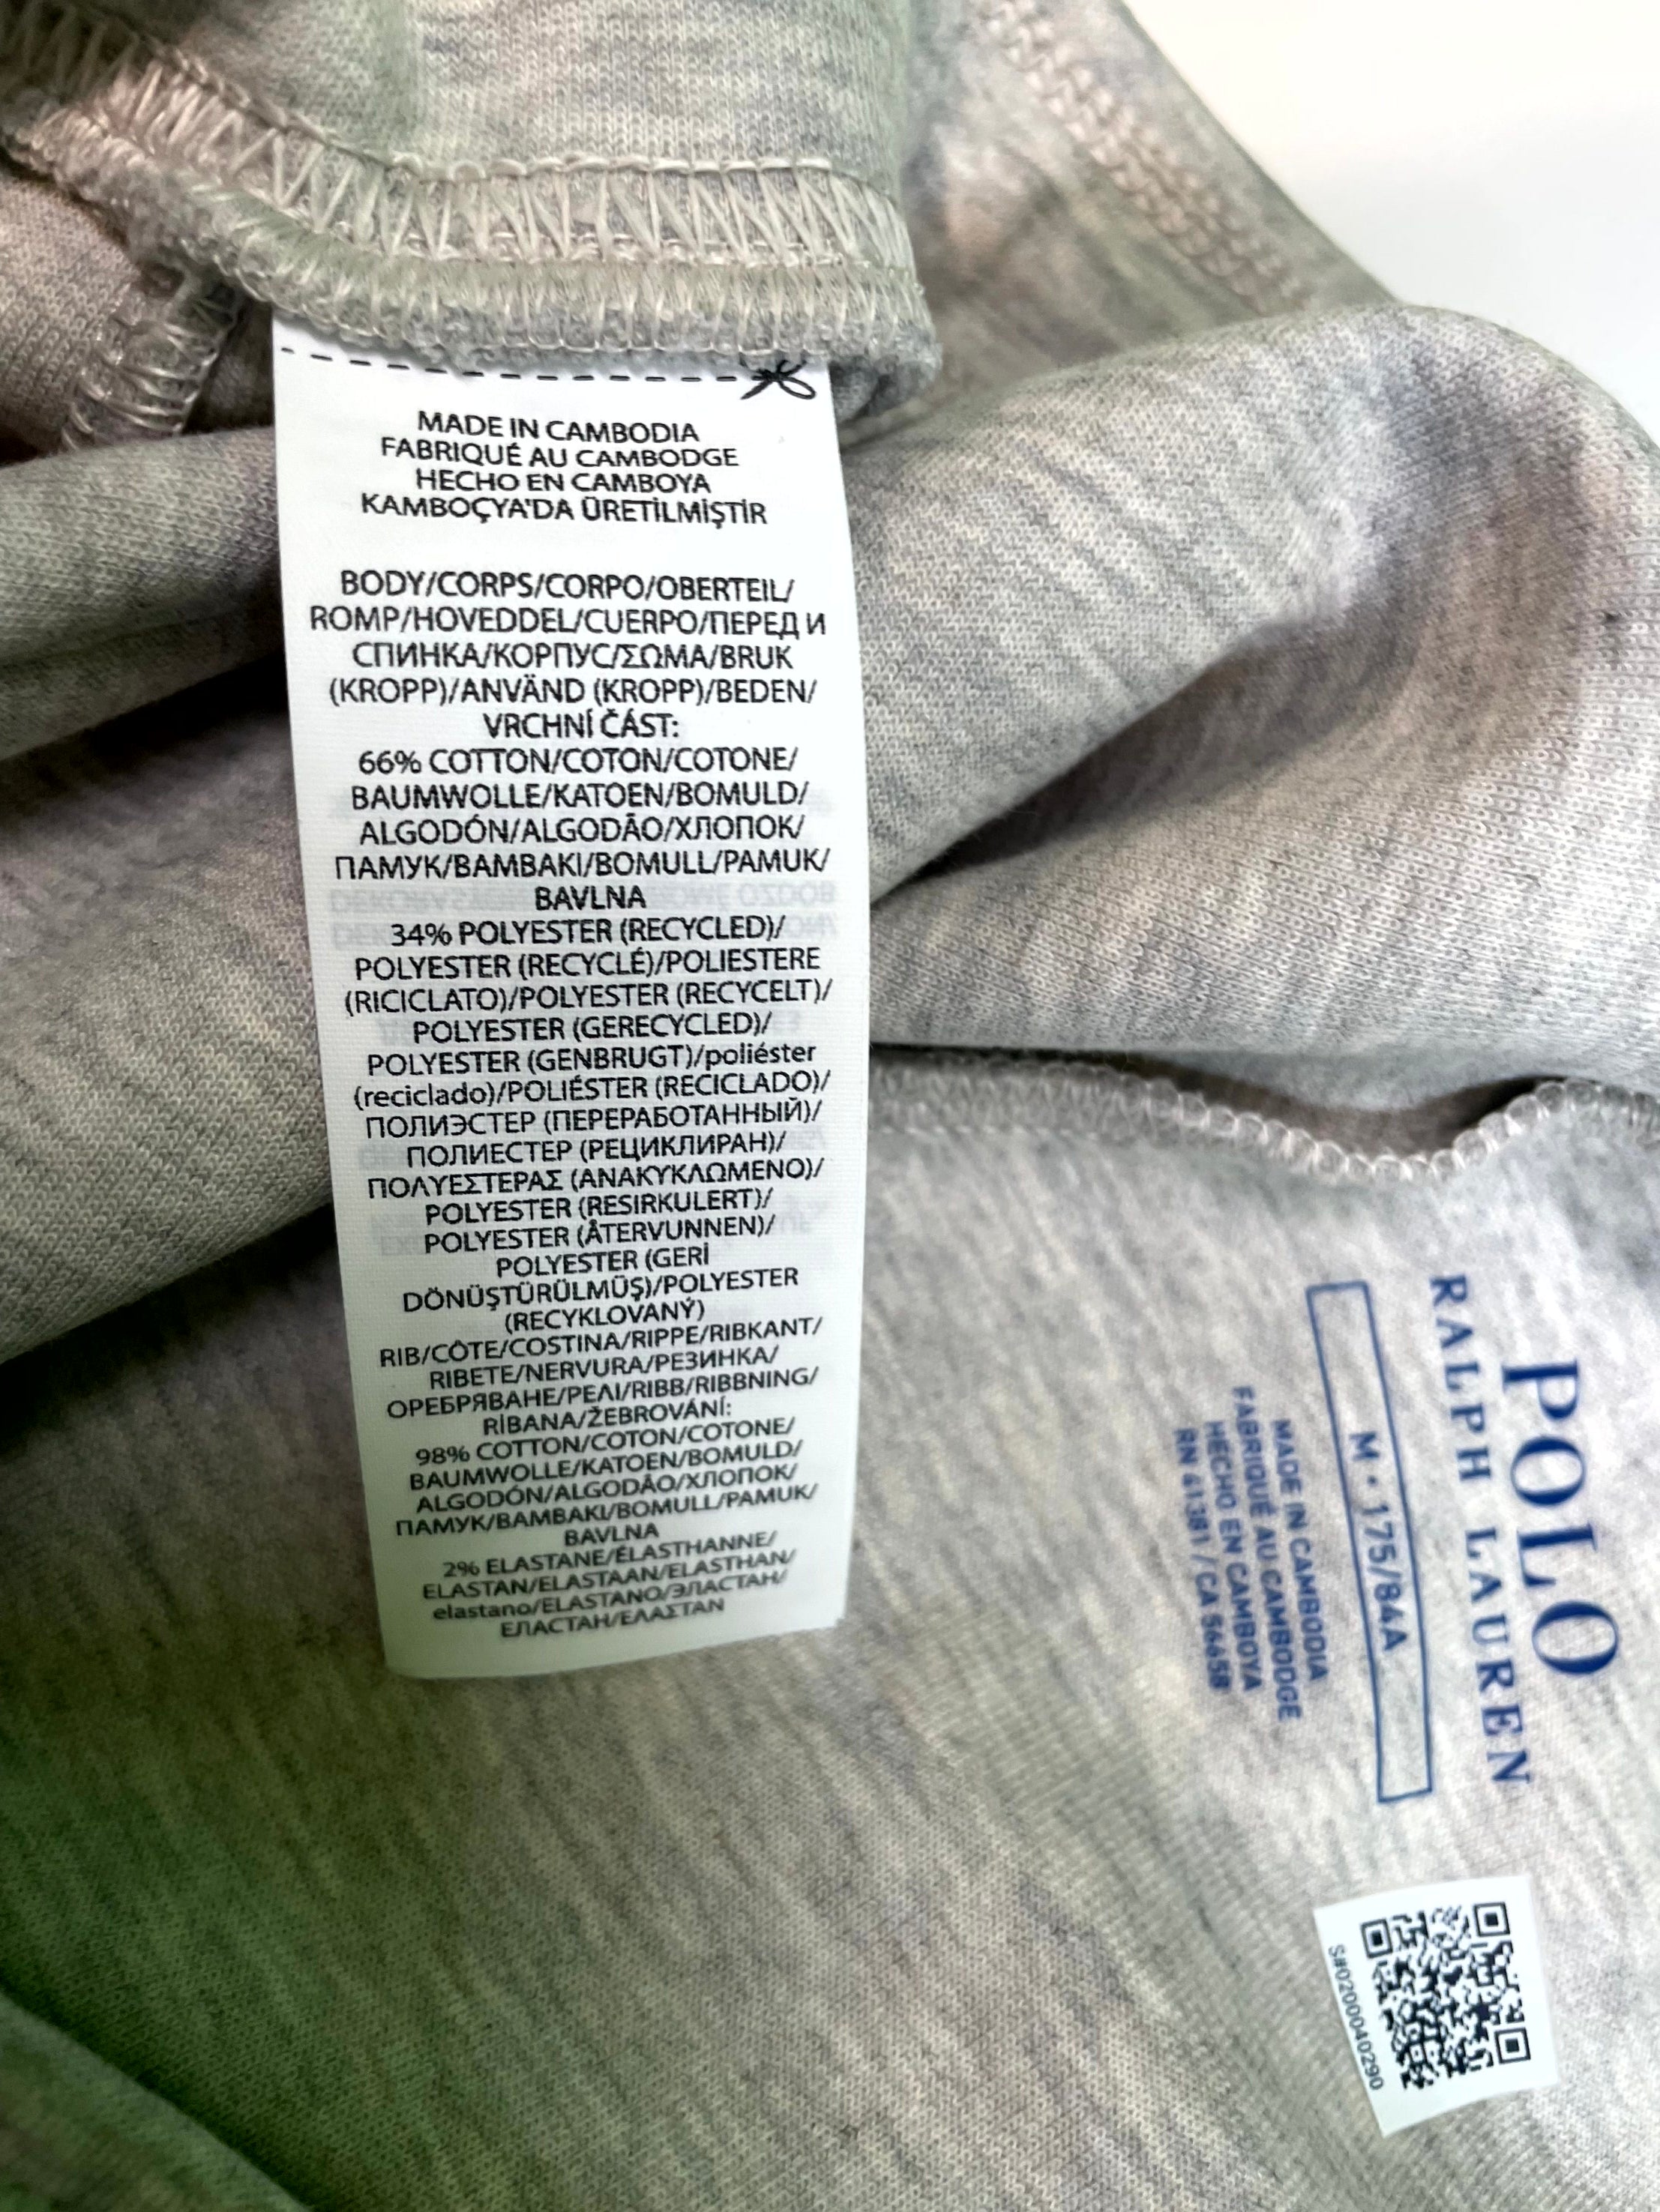 MADE IN CAMBODIA
FABRIQUÉ AU CAMBODGE
HECHO EN CAMBOYA
KAMBOÇYA'DA ÜRETİLMİŞTİR
BODY/CORPS/CORPO/OBERTEIL/
ROMP/HOVEDDEL/CUERPO/ПЕРЕД И
СПИНКА/КОРПУС/ΣΩΜΑ/BRUK
(KROPP)/ANVÄND (KROPP)/BEDEN/
VRCHNÍ ČÁST:
66% COTTON/COTON/COTONE/
BAUMWOLLE/KATOEN/BOMULD/
ALGODÓN/ALGODÃO/ХЛОПОК/
ПАМУК/ΒΑΜΒΑΚΙ/BOMULL/PAMUK/
BAVLNA
34% POLYESTER (RECYCLED)/
POLYESTER (RECYCLÉ)/POLIESTERE
(RICICLATO)/POLYESTER (RECYCELT)/
POLYESTER (GERECYCLED)/
POLYESTER (GENBRUGT)/poliéster
(reciclado)/POLIÉSTER (RECICLADO)/
ПОЛИЭСТЕР (ПЕРЕРАБОТАННЫЙ)/
ПОЛИЕСТЕР (РЕЦИКЛИРАН)/
ΠΟΛΥΕΣΤΕΡΑΣ (ΑΝΑΚΥΚΛΩΜΕΝΟ)/
POLYESTER (RESIRKULERT)/
POLYESTER (ÅTERVUNNEN)/
POLYESTER (GERİ
DÖNÜŞTÜRÜLMÜŞ)/POLYESTER
(RECYKLOVANÝ)
RIB/CÔTE/COSTINA/RIPPE/RIBKANT/
RIBETE/NERVURA/РЕЗИНКА/
ОРЕБРЯВАНЕ/ΡΕΛΙ/RIBB/RIBBNING/
RİBANA/ŽEBROVÁNÍ:
98% COTTON/COTON/COTONE/
BAUMWOLLE/KATOEN/BOMULD/
ALGODÓN/ALGODÃO/ХЛОПОК/
ПАМУК/ΒΑΜΒΑΚΙ/BOMULL/PAMUK/
BAVLNA
2% ELASTANE/ÉLASTHANNE/
ELASTAN/ELASTAAN/ELASTHAN/
elastano/ELASTANO/ЭЛАСТАН/
ЕЛАСТАН/ΕΛΑΣΤΑΝ
POLO
RALPH LAUREN
M • 175/84A
MADE IN CAMBODIA
FABRIQUÉ AU CAMBODGE
HECHO EN CAMBOYA
RN 41381 / CA 56658
S#0200040290